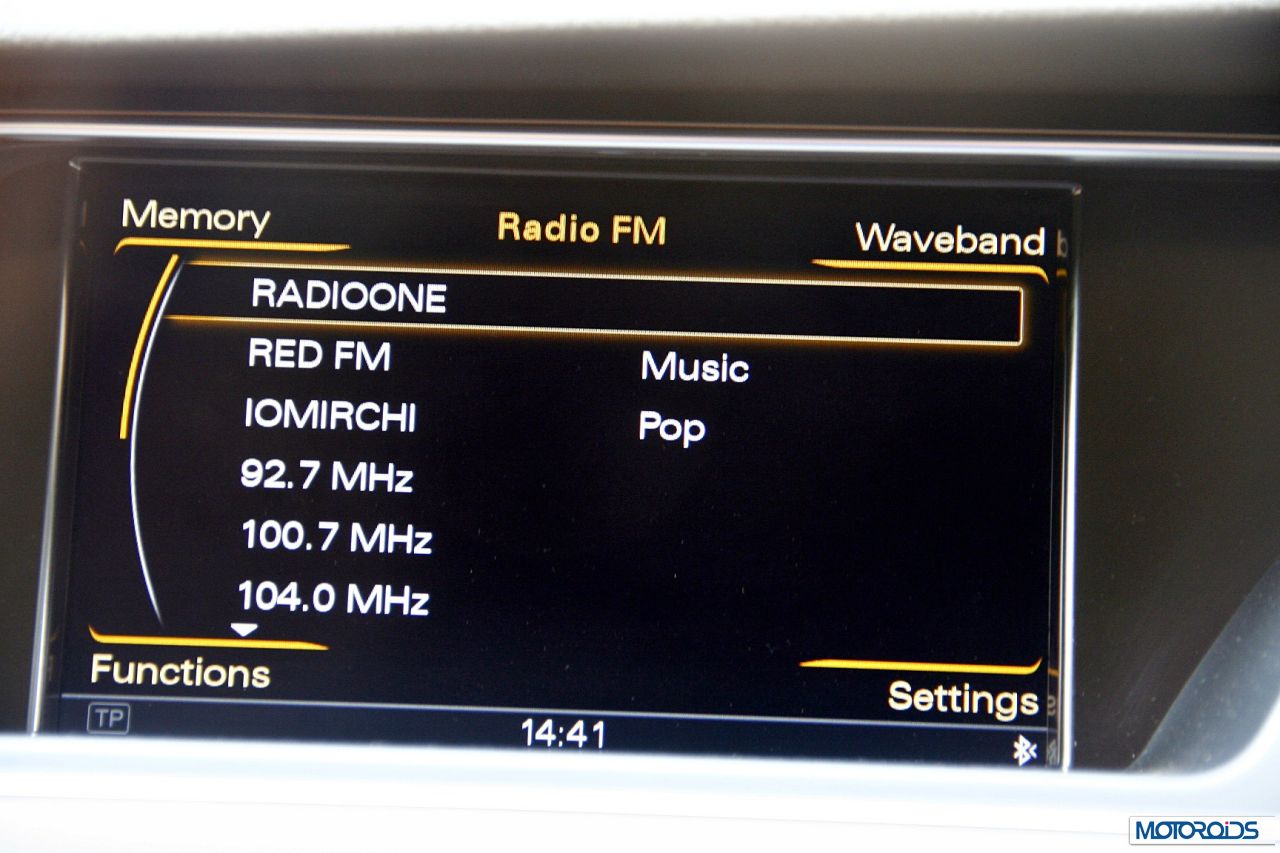 Memory Radio FM Waveband
RADIOONE
RED FM Music
IOMIRCHI Pop
92.7 MHz
100.7 MHz
104.0 MHz
Functions Settings
TP 14:41
MOTOROIDS